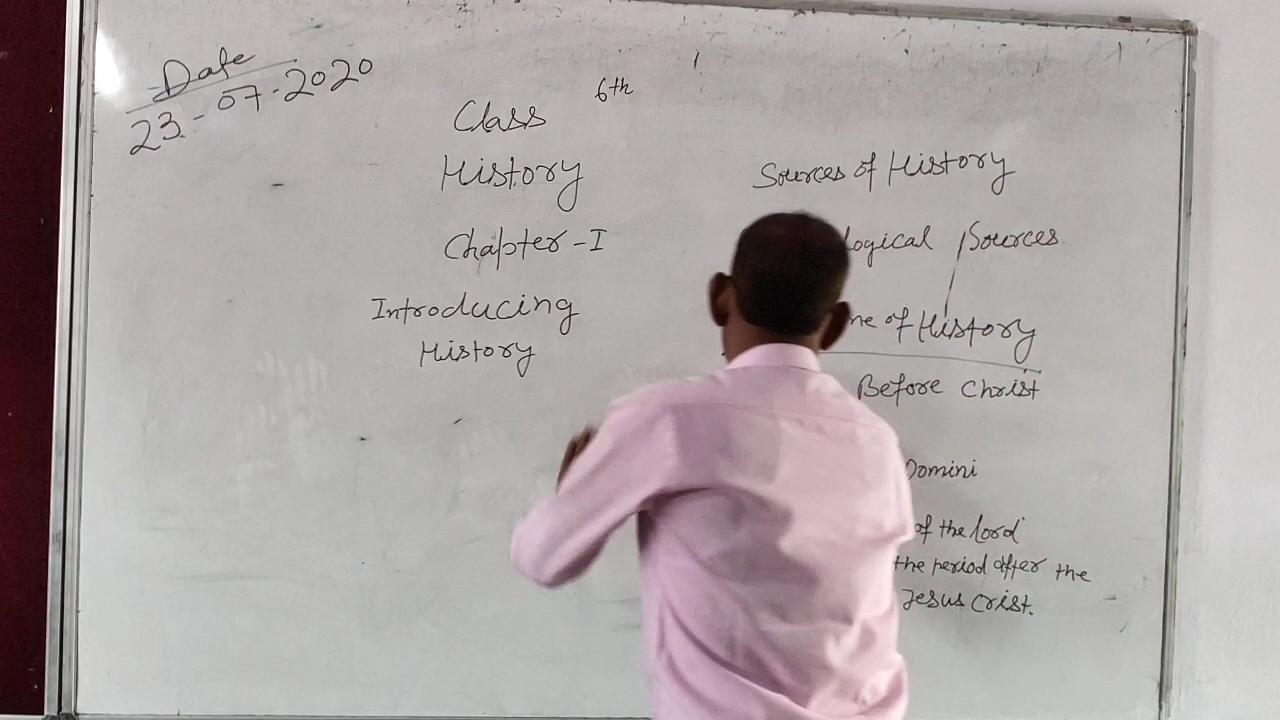 Date
23-07-2020
Class 6th
History
Chapter-I
Introducing
History
Sources of History
logical Sources
ne of History
Before Christ
Domini
of the lord
the period after the
Jesus Crist.